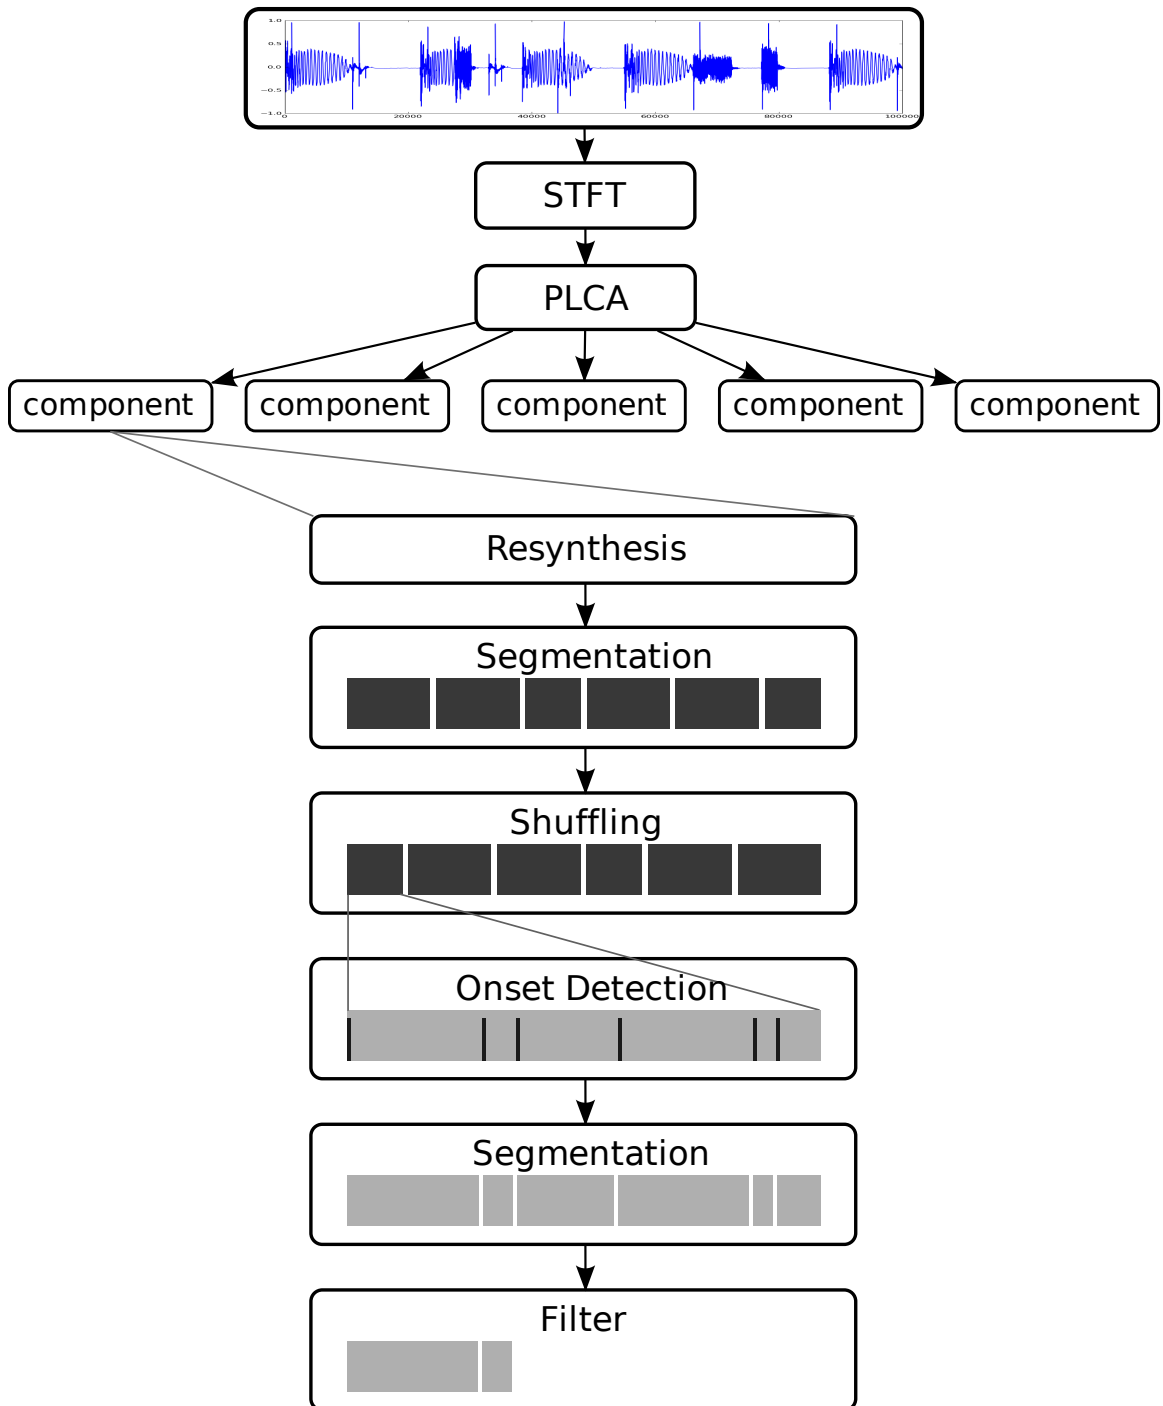 1.0
0.5
0.0
−0.5
−1.0
0 20000 40000 60000 80000 100000
STFT
PLCA
component component component component component
Resynthesis
Segmentation
Shuffling
Onset Detection
Segmentation
Filter